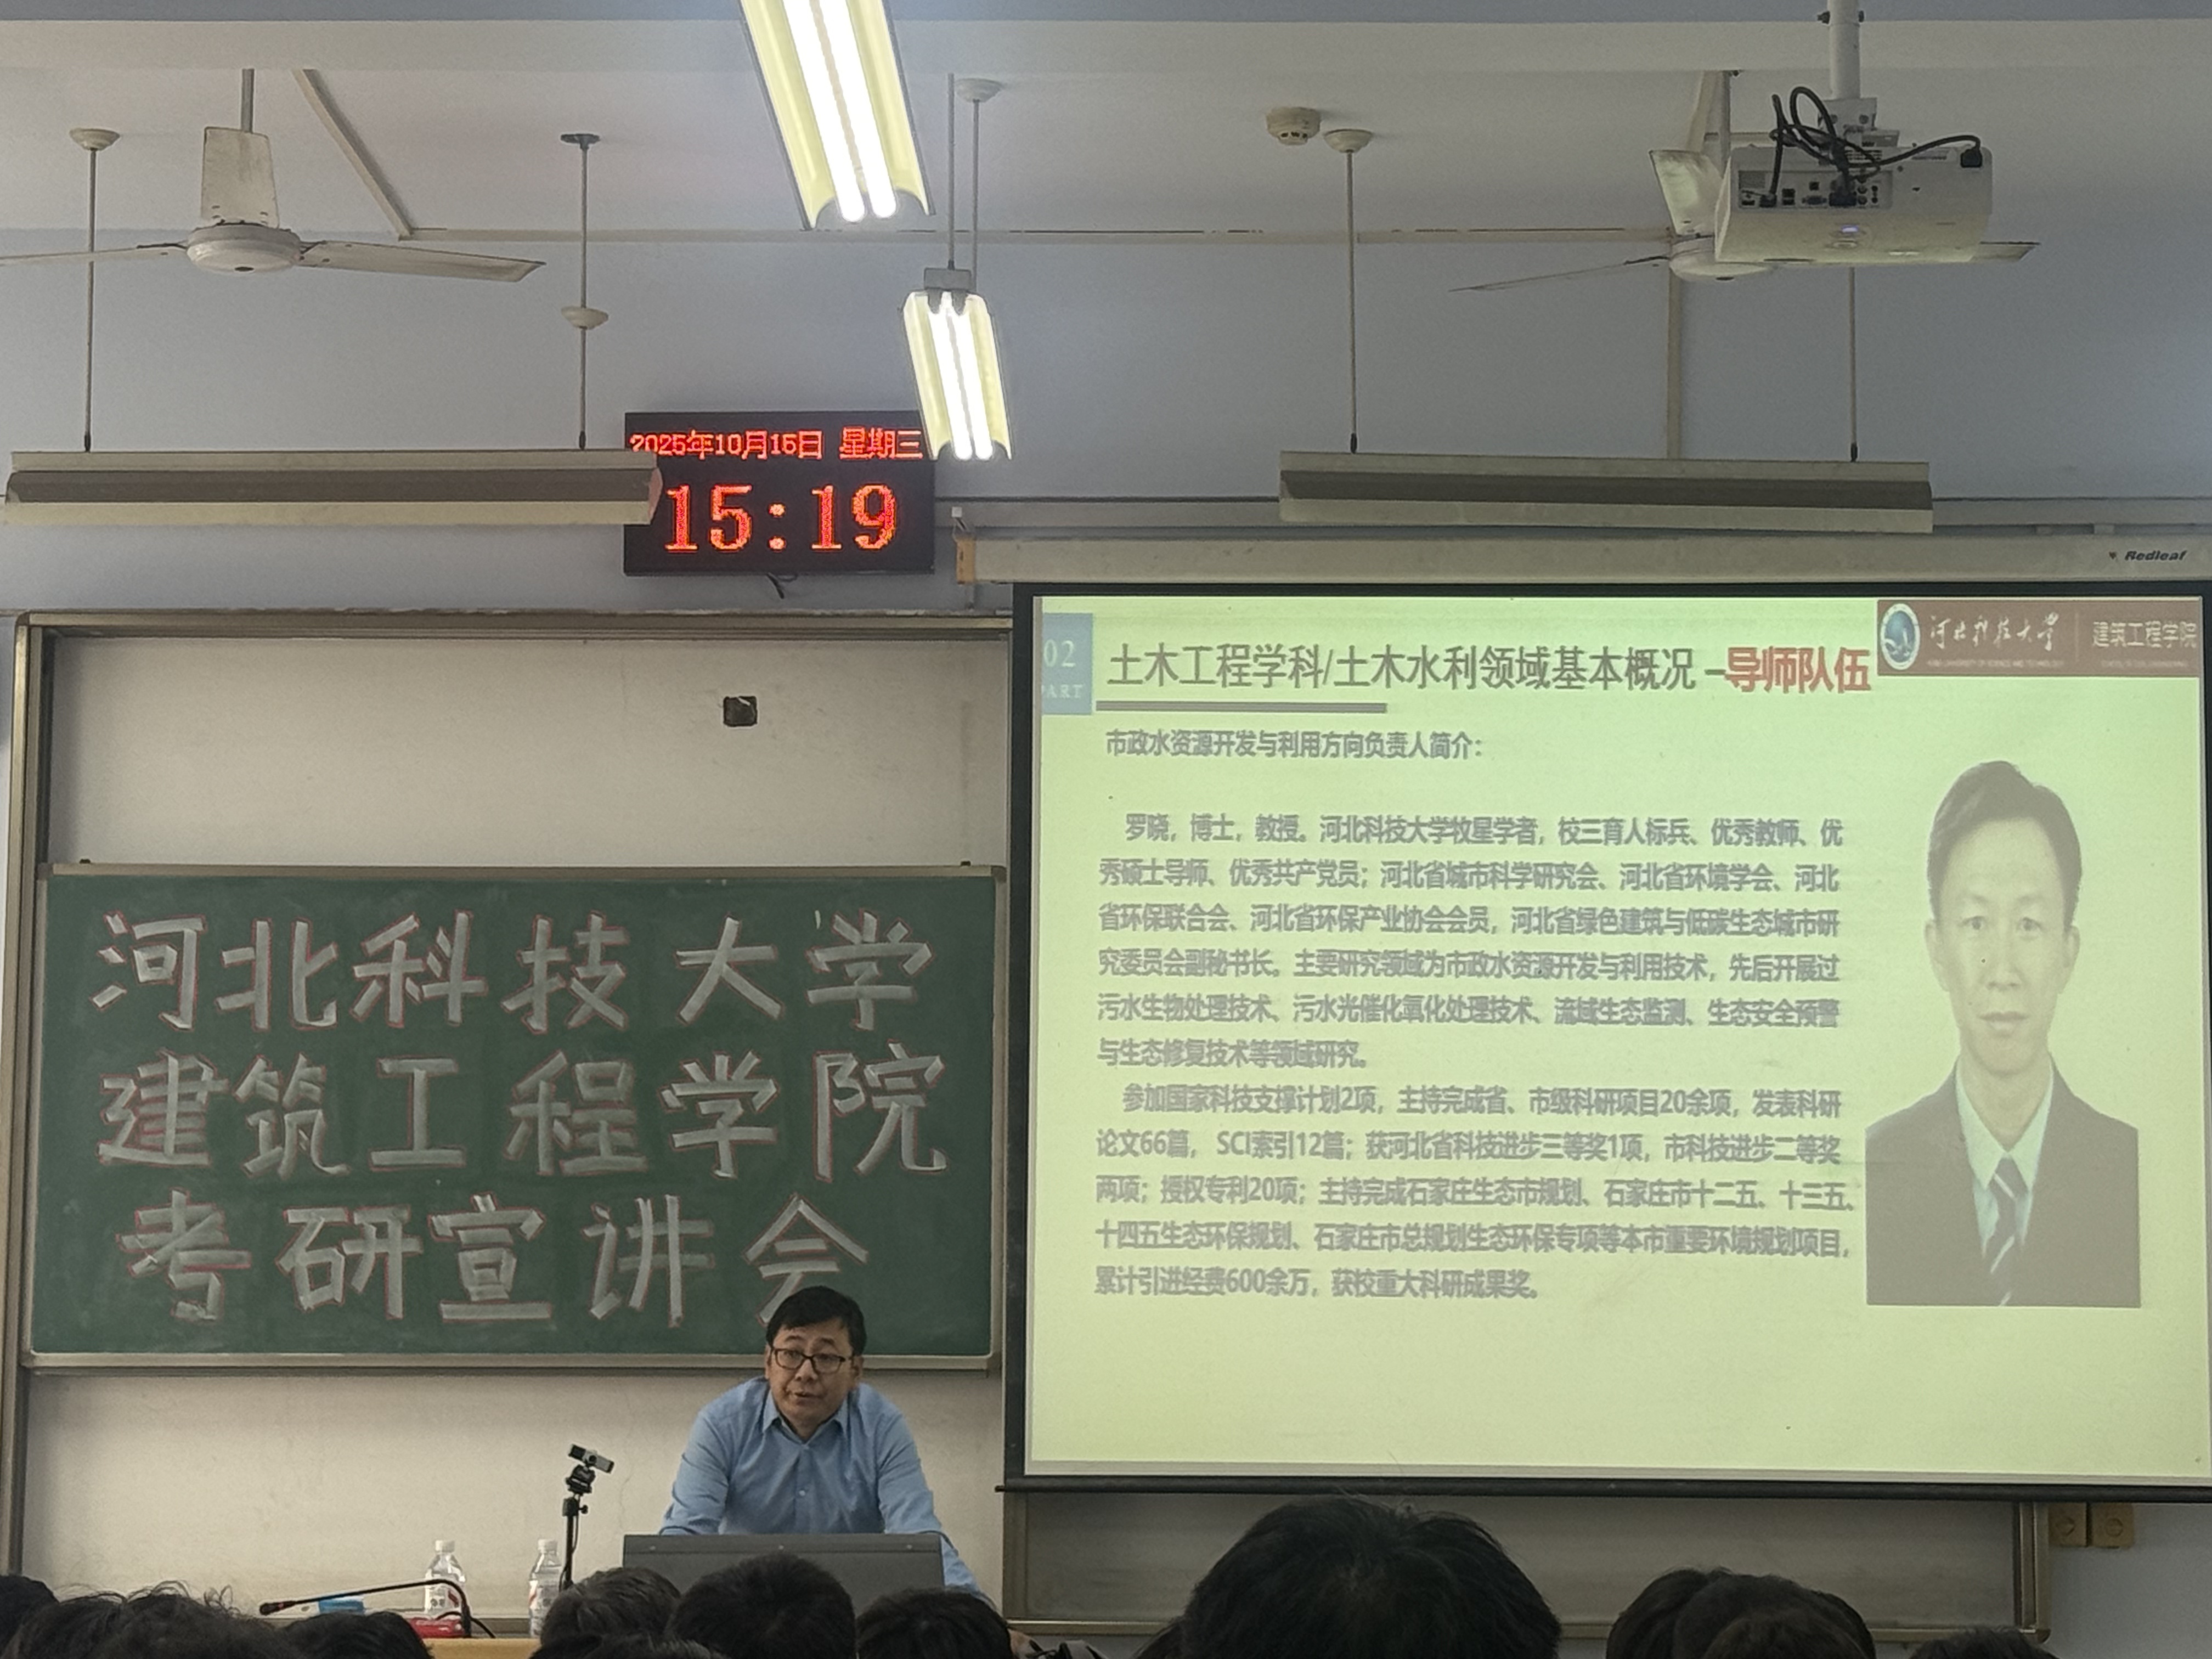 2025年10月15日 星期三
15:19
Redleaf
河北科技大学
建筑工程学院
考研宣讲会
02
PART
土木工程学科/土木水利领域基本概况 –导师队伍
河北科技大学
建筑工程学院
市政水资源开发与利用方向负责人简介：
罗晓，博士，教授。河北科技大学牧星学者，校三育人标兵、优秀教师、优
秀硕士导师、优秀共产党员；河北省城市科学研究会、河北省环境学会、河北
省环保联合会、河北省环保产业协会会员，河北省绿色建筑与低碳生态城市研
究委员会副秘书长。主要研究领域为市政水资源开发与利用技术，先后开展过
污水生物处理技术、污水光催化氧化处理技术、流域生态监测、生态安全预警
与生态修复技术等领域研究。
参加国家科技支撑计划2项，主持完成省、市级科研项目20余项，发表科研
论文66篇， SCI索引12篇；获河北省科技进步三等奖1项，市科技进步二等奖
两项；授权专利20项；主持完成石家庄生态市规划、石家庄市十二五、十三五、
十四五生态环保规划、石家庄市总规划生态环保专项等本市重要环境规划项目，
累计引进经费600余万，获校重大科研成果奖。